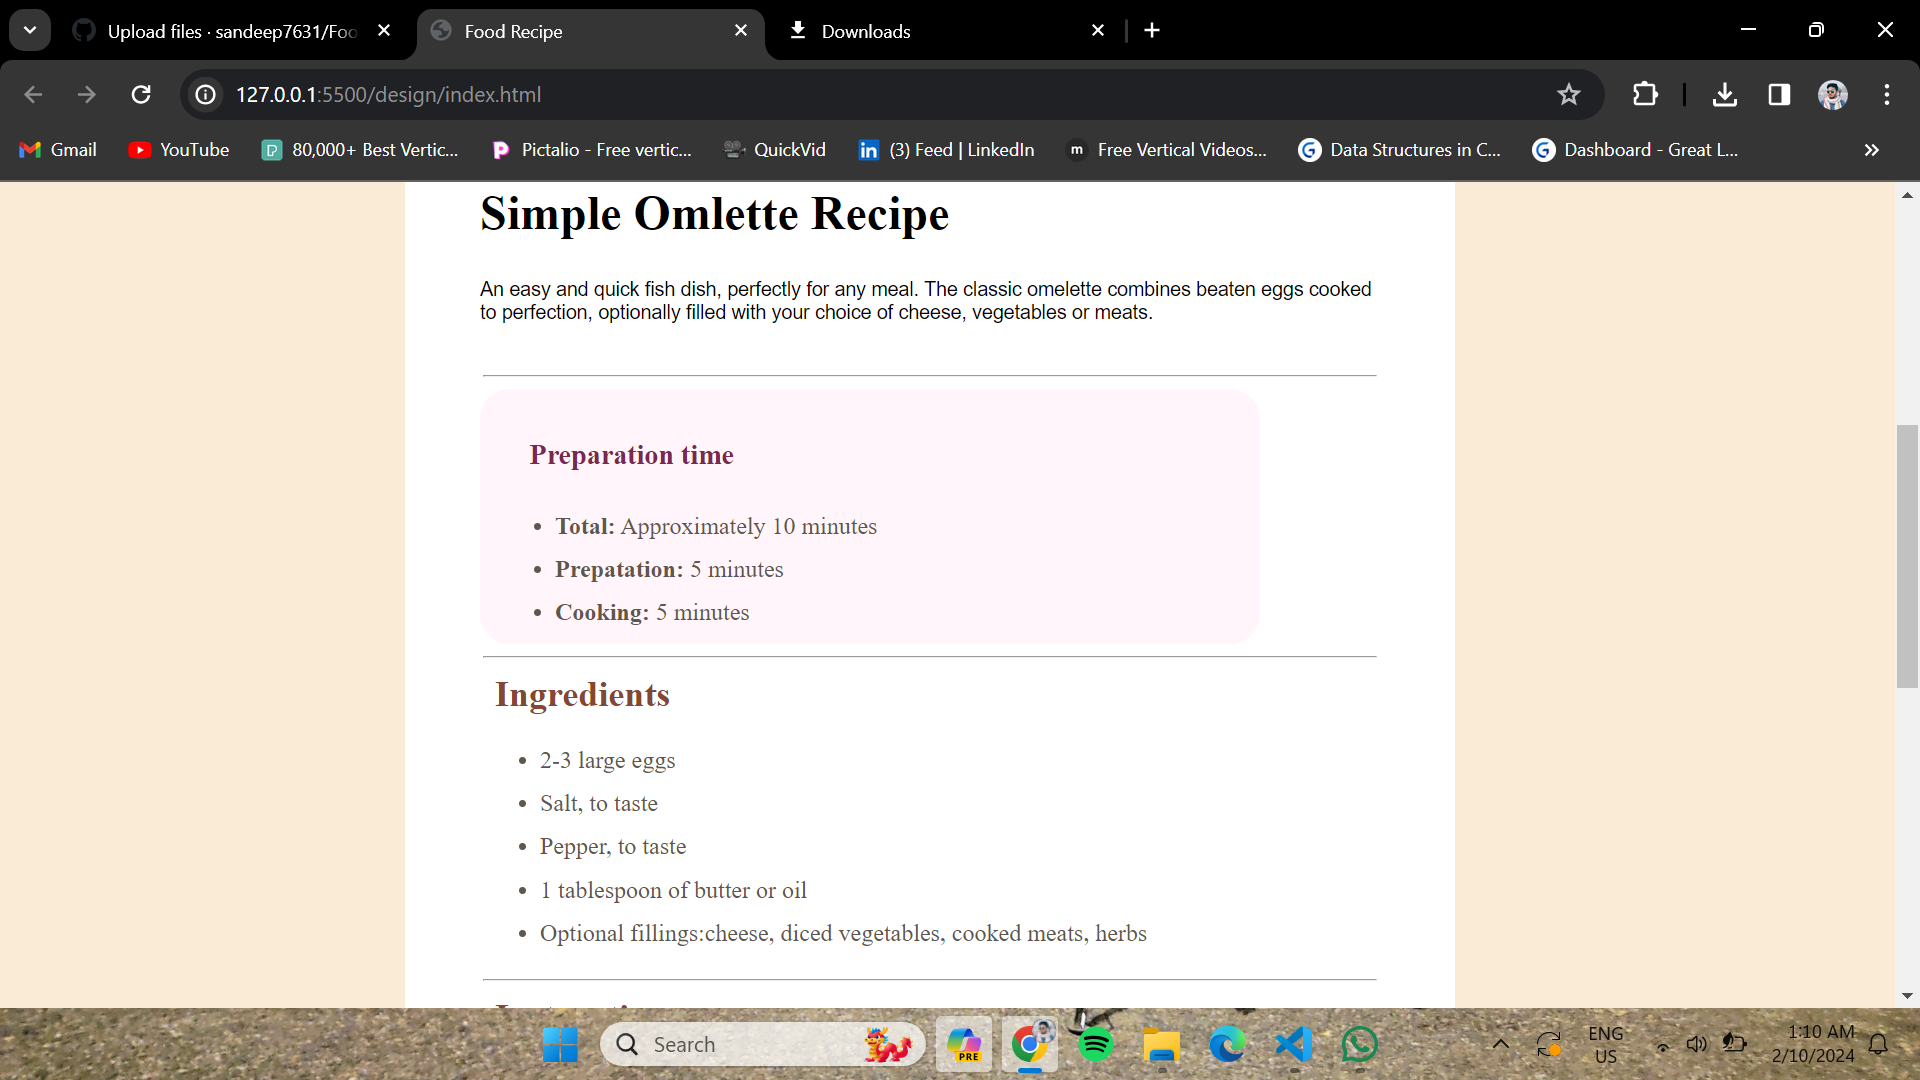 Upload files · sandeep7631/Foo
Food Recipe
Downloads
127.0.0.1:5500/design/index.html
Gmail
YouTube
80,000+ Best Vertic...
Pictalio - Free vertic...
QuickVid
(3) Feed | LinkedIn
Free Vertical Videos...
Data Structures in C...
Dashboard - Great L...
Simple Omlette Recipe
An easy and quick fish dish, perfectly for any meal. The classic omelette combines beaten eggs cooked
to perfection, optionally filled with your choice of cheese, vegetables or meats.
Preparation time
• Total: Approximately 10 minutes
• Prepatation: 5 minutes
• Cooking: 5 minutes
Ingredients
• 2-3 large eggs
• Salt, to taste
• Pepper, to taste
• 1 tablespoon of butter or oil
• Optional fillings:cheese, diced vegetables, cooked meats, herbs
Search
PRE
ENG
US
1:10 AM
2/10/2024